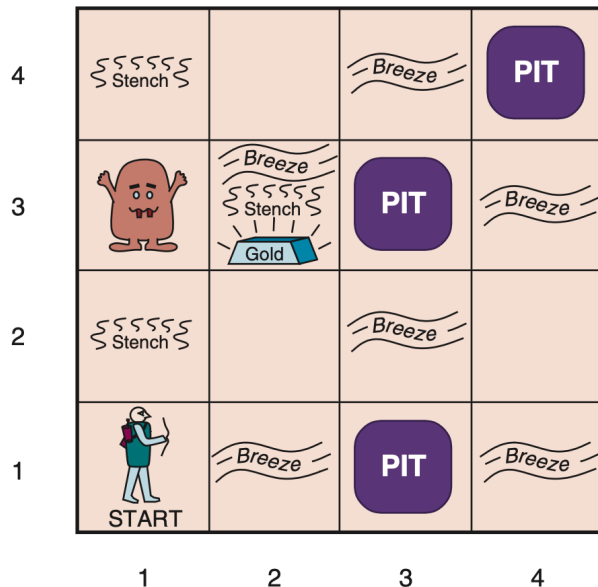 4
Stench
Breeze
PIT
3
Breeze
Stench
Gold
PIT
Breeze
2
Stench
Breeze
1
START
Breeze
PIT
Breeze
1 2 3 4